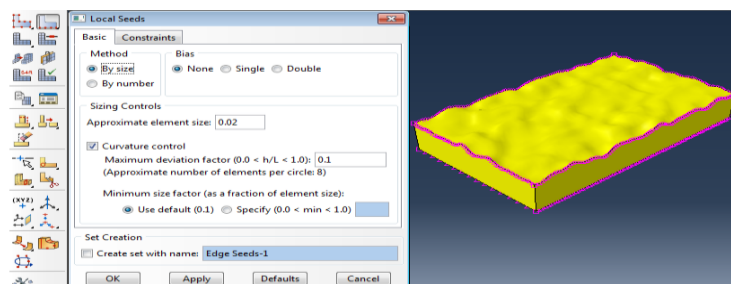 Local Seeds
Basic Constraints
Method Bias
By size None Single Double
By number
Sizing Controls
Approximate element size: 0.02
Curvature control
Maximum deviation factor (0.0 < h/L < 1.0): 0.1
(Approximate number of elements per circle: 8)
Minimum size factor (as a fraction of element size):
Use default (0.1) Specify (0.0 < min < 1.0)
Set Creation
Create set with name: Edge Seeds-1
OK Apply Defaults Cancel
(XYZ)